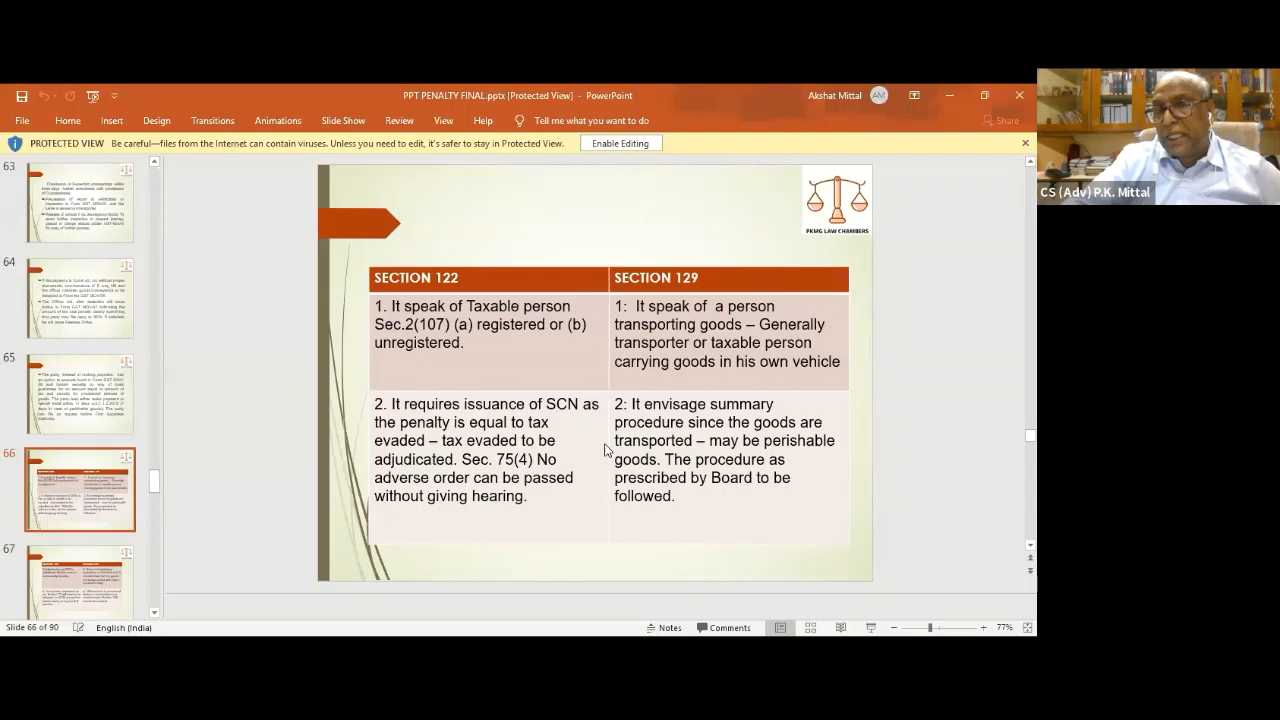 PPT PENALTY FINAL.pptx [Protected View] - PowerPoint
Akshat Mittal
AM
File Home Insert Design Transitions Animations Slide Show Review View Help Tell me what you want to do
Share
PROTECTED VIEW Be careful—files from the Internet can contain viruses. Unless you need to edit, it's safer to stay in Protected View.
Enable Editing
CS (Adv) P.K. Mittal
63
64
65
66
67
PKMG LAW CHAMBERS
SECTION 122
1. It speak of Taxable person
Sec.2(107) (a) registered or (b)
unregistered.
2. It requires issuance of SCN as
the penalty is equal to tax
evaded – tax evaded to be
adjudicated. Sec. 75(4) No
adverse order can be passed
without giving hearing.
SECTION 129
1: It speak of a person
transporting goods – Generally
transporter or taxable person
carrying goods in his own vehicle
2: It envisage summary
procedure since the goods are
transported – may be perishable
goods. The procedure as
prescribed by Board to be
followed.
Slide 66 of 90
English (India)
Notes
Comments
77%